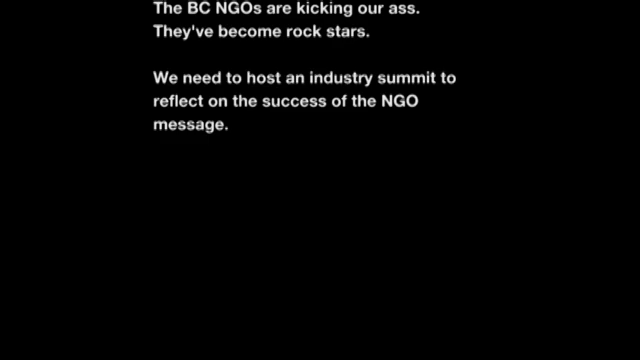 The BC NGOs are kicking our ass.
They've become rock stars.
We need to host an industry summit to
reflect on the success of the NGO
message.